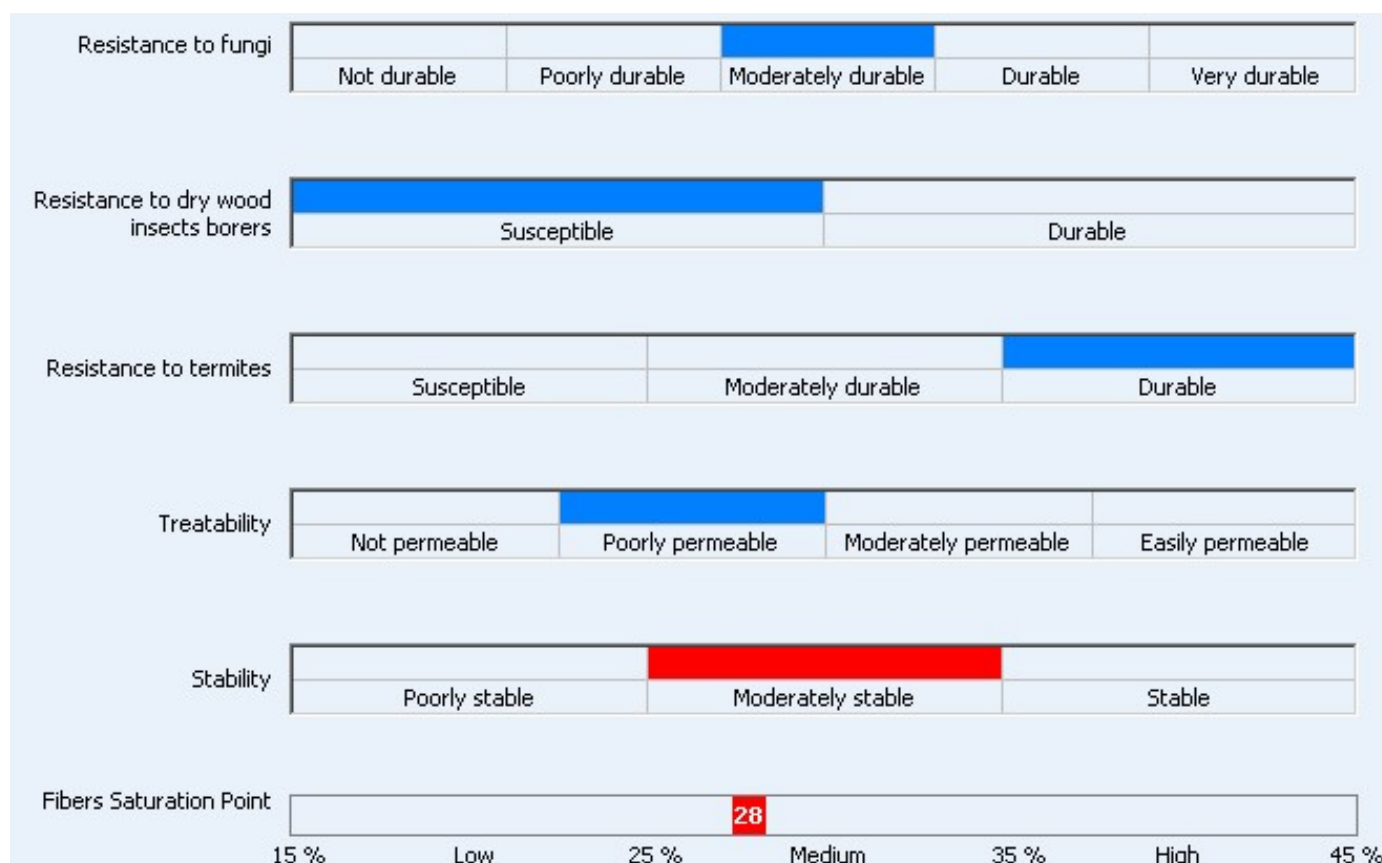 Resistance to fungi
Not durable Poorly durable Moderately durable Durable Very durable
Resistance to dry wood
insects borers
Susceptible Durable
Resistance to termites
Susceptible Moderately durable Durable
Treatability
Not permeable Poorly permeable Moderately permeable Easily permeable
Stability
Poorly stable Moderately stable Stable
Fibers Saturation Point
28
15 % Low 25 % Medium 35 % High 45 %